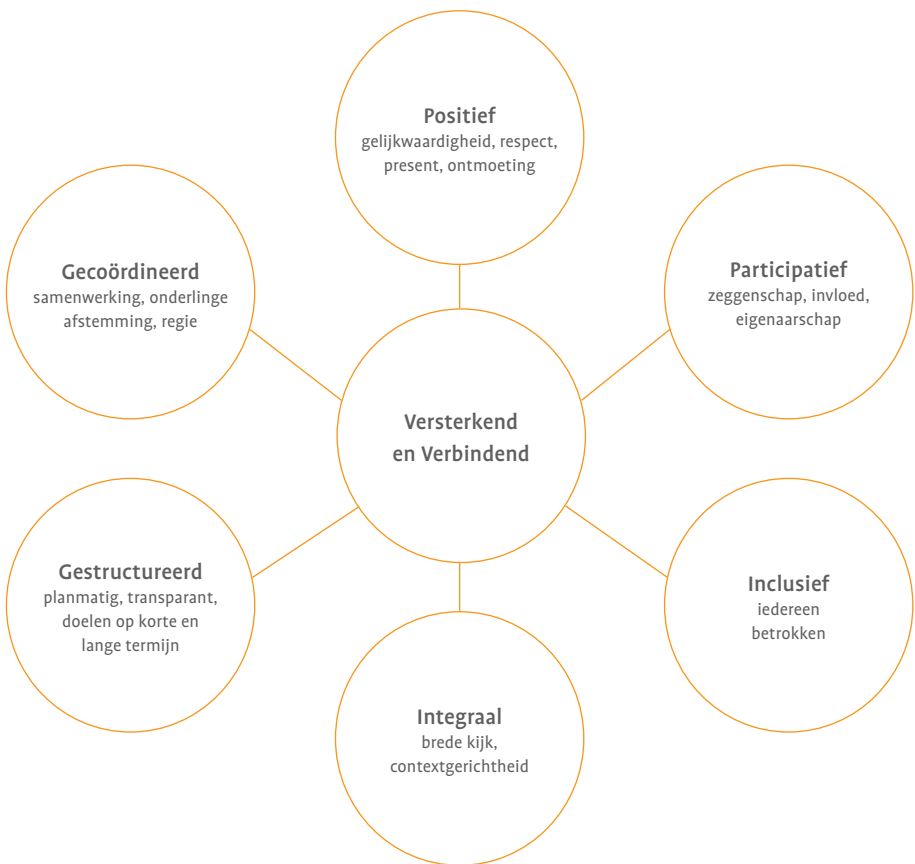 Positief
gelijkwaardigheid, respect,
present, ontmoeting
Gecoördineerd
samenwerking, onderlinge
afstemming, regie
Participatief
zeggenschap, invloed,
eigenaarschap
Versterkend
en Verbindend
Gestructureerd
planmatig, transparant,
doelen op korte en
lange termijn
Inclusief
iedereen
betrokken
Integraal
brede kijk,
contextgerichtheid